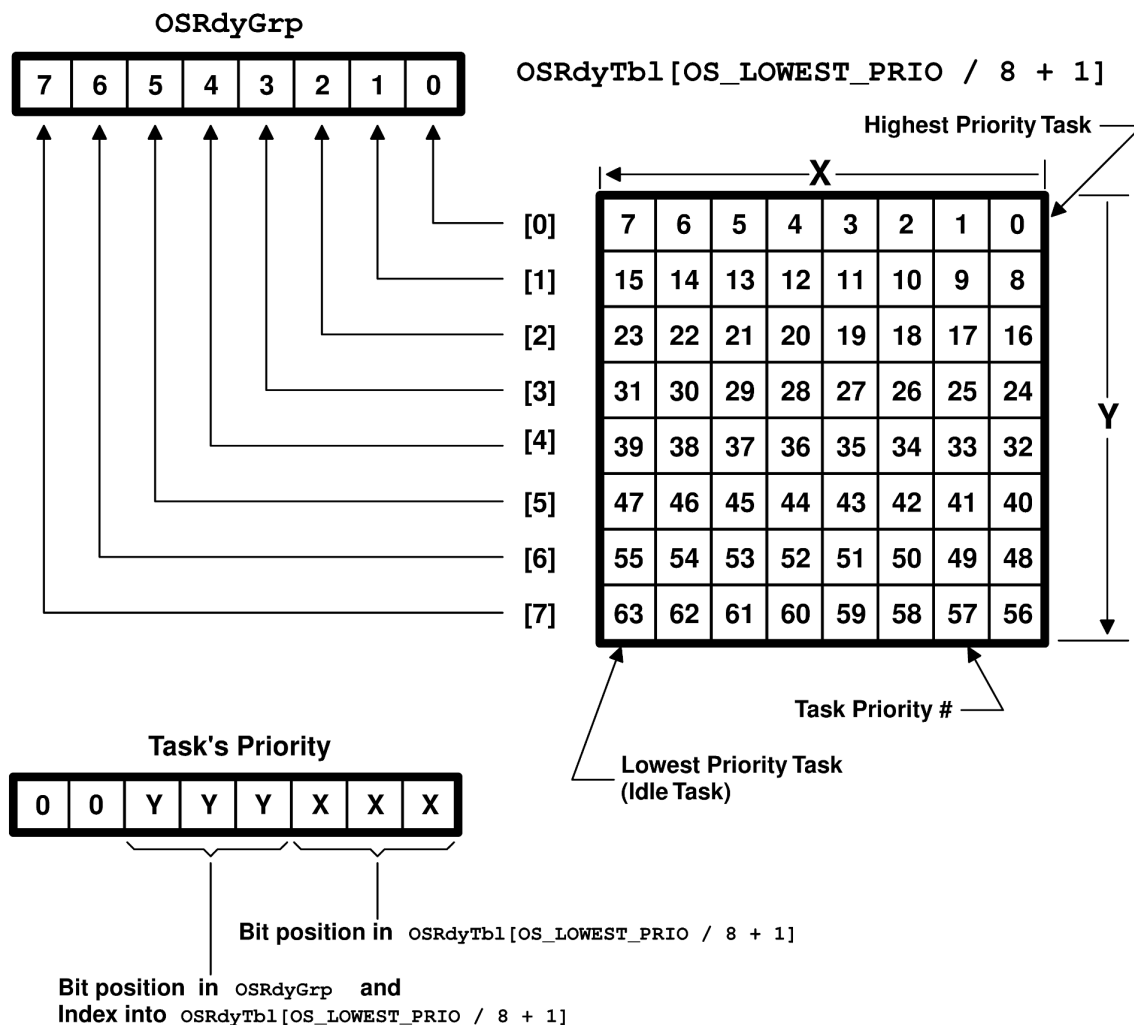 OSRdyGrp
7 6 5 4 3 2 1 0
OSRdyTbl[OS_LOWEST_PRIO / 8 + 1]
Highest Priority Task
X
[0] 7 6 5 4 3 2 1 0
[1] 15 14 13 12 11 10 9 8
[2] 23 22 21 20 19 18 17 16
[3] 31 30 29 28 27 26 25 24
[4] 39 38 37 36 35 34 33 32
[5] 47 46 45 44 43 42 41 40
[6] 55 54 53 52 51 50 49 48
[7] 63 62 61 60 59 58 57 56
Y
Task Priority #
Lowest Priority Task
(Idle Task)
Task's Priority
0 0 Y Y Y X X X
Bit position in OSRdyTbl[OS_LOWEST_PRIO / 8 + 1]
Bit position in OSRdyGrp and
Index into OSRdyTbl[OS_LOWEST_PRIO / 8 + 1]